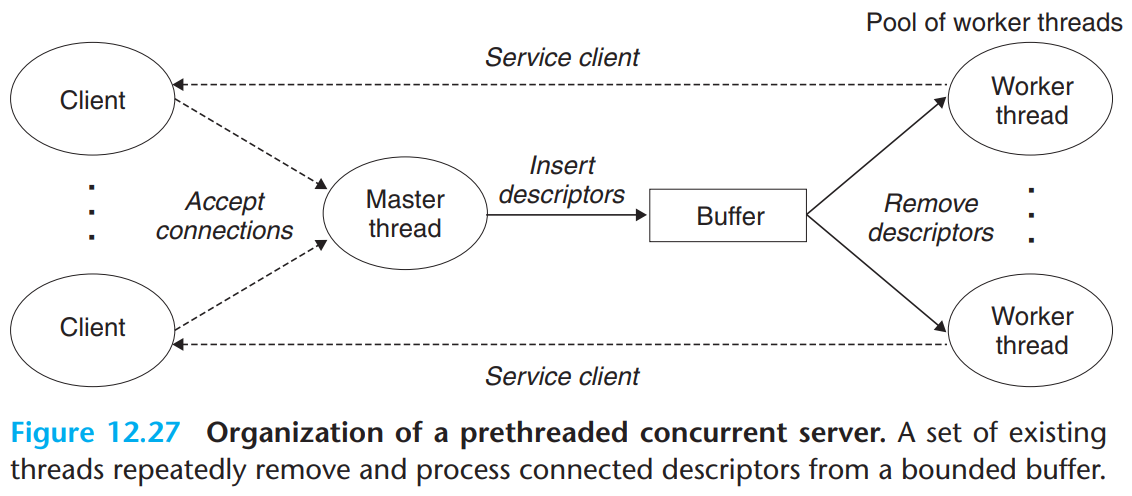 Pool of worker threads
Service client
Client
Worker
thread
Accept
connections
Master
thread
Insert
descriptors
Buffer
Remove
descriptors
Client
Worker
thread
Service client
Figure 12.27 Organization of a prethreaded concurrent server. A set of existing
threads repeatedly remove and process connected descriptors from a bounded buffer.